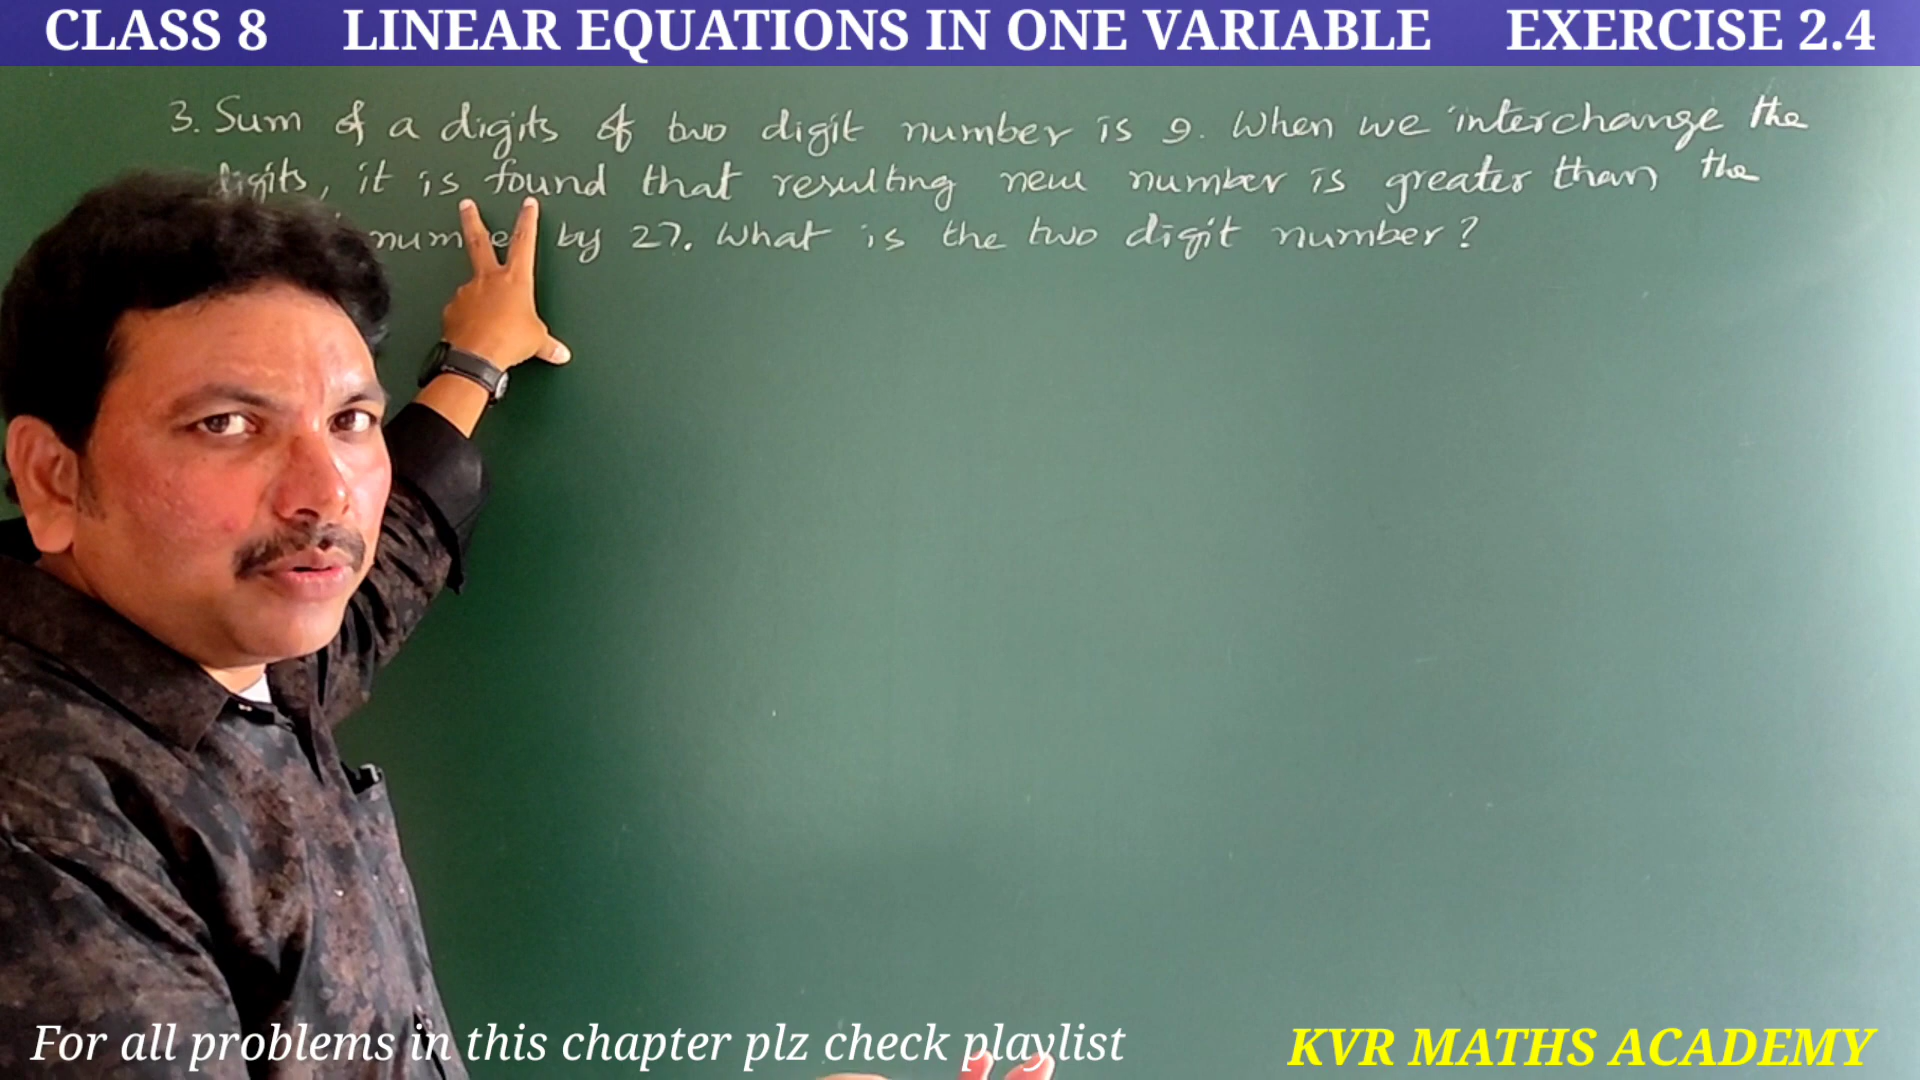 CLASS 8 LINEAR EQUATIONS IN ONE VARIABLE EXERCISE 2.4
3. Sum of a digits of two digit number is 9. When we interchange the
digits, it is found that resulting new number is greater than the
number by 27. What is the two digit number?
For all problems in this chapter plz check playlist
KVR MATHS ACADEMY